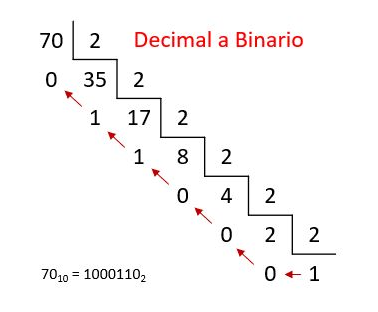 70 2 Decimal a Binario
0 35 2
1 17 2
1 8 2
0 4 2
0 2 2
0 1
70₁₀ = 1000110₂